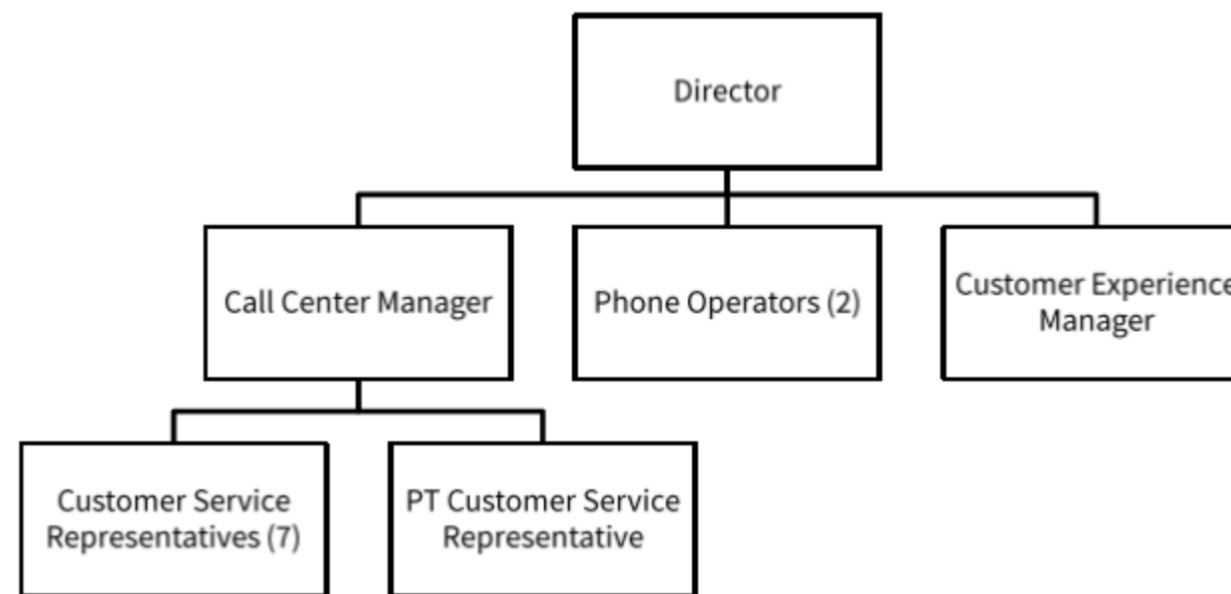 Director
Call Center Manager
Phone Operators (2)
Customer Experience
Manager
Customer Service
Representatives (7)
PT Customer Service
Representative